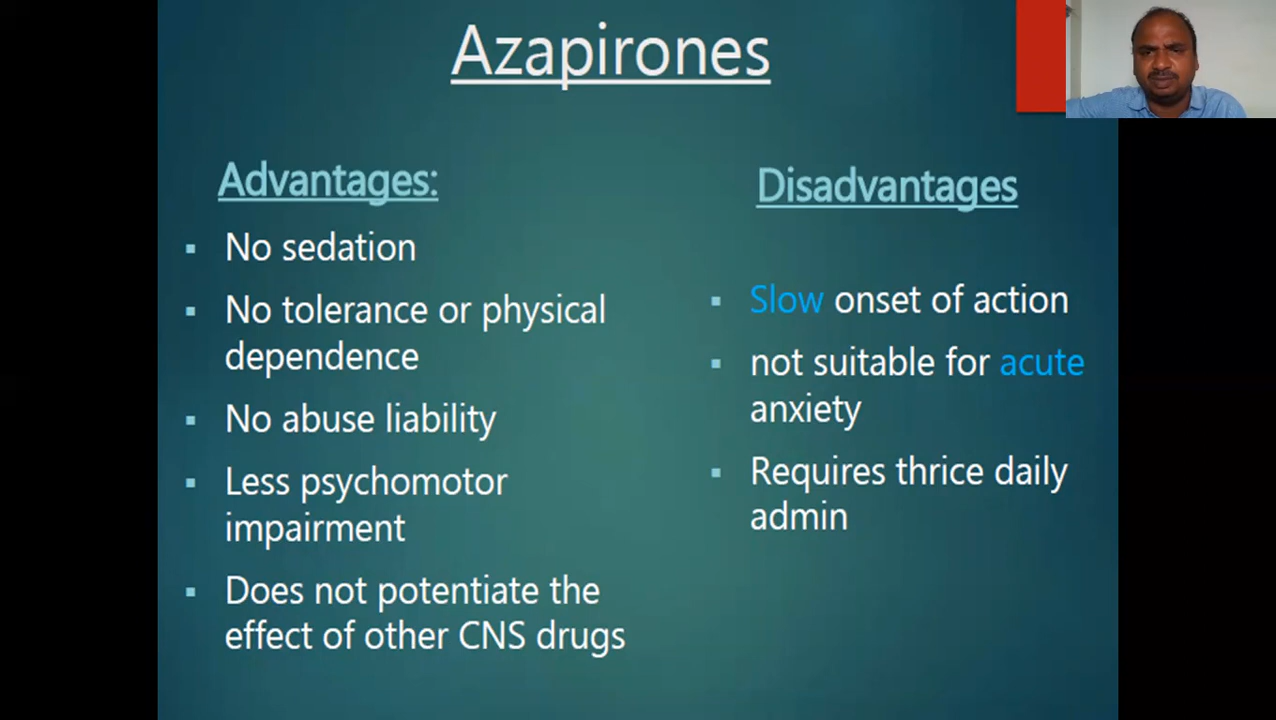 Azapirones
Advantages:
No sedation
No tolerance or physical
dependence
No abuse liability
Less psychomotor
impairment
Does not potentiate the
effect of other CNS drugs
Disadvantages
Slow onset of action
not suitable for acute
anxiety
Requires thrice daily
admin